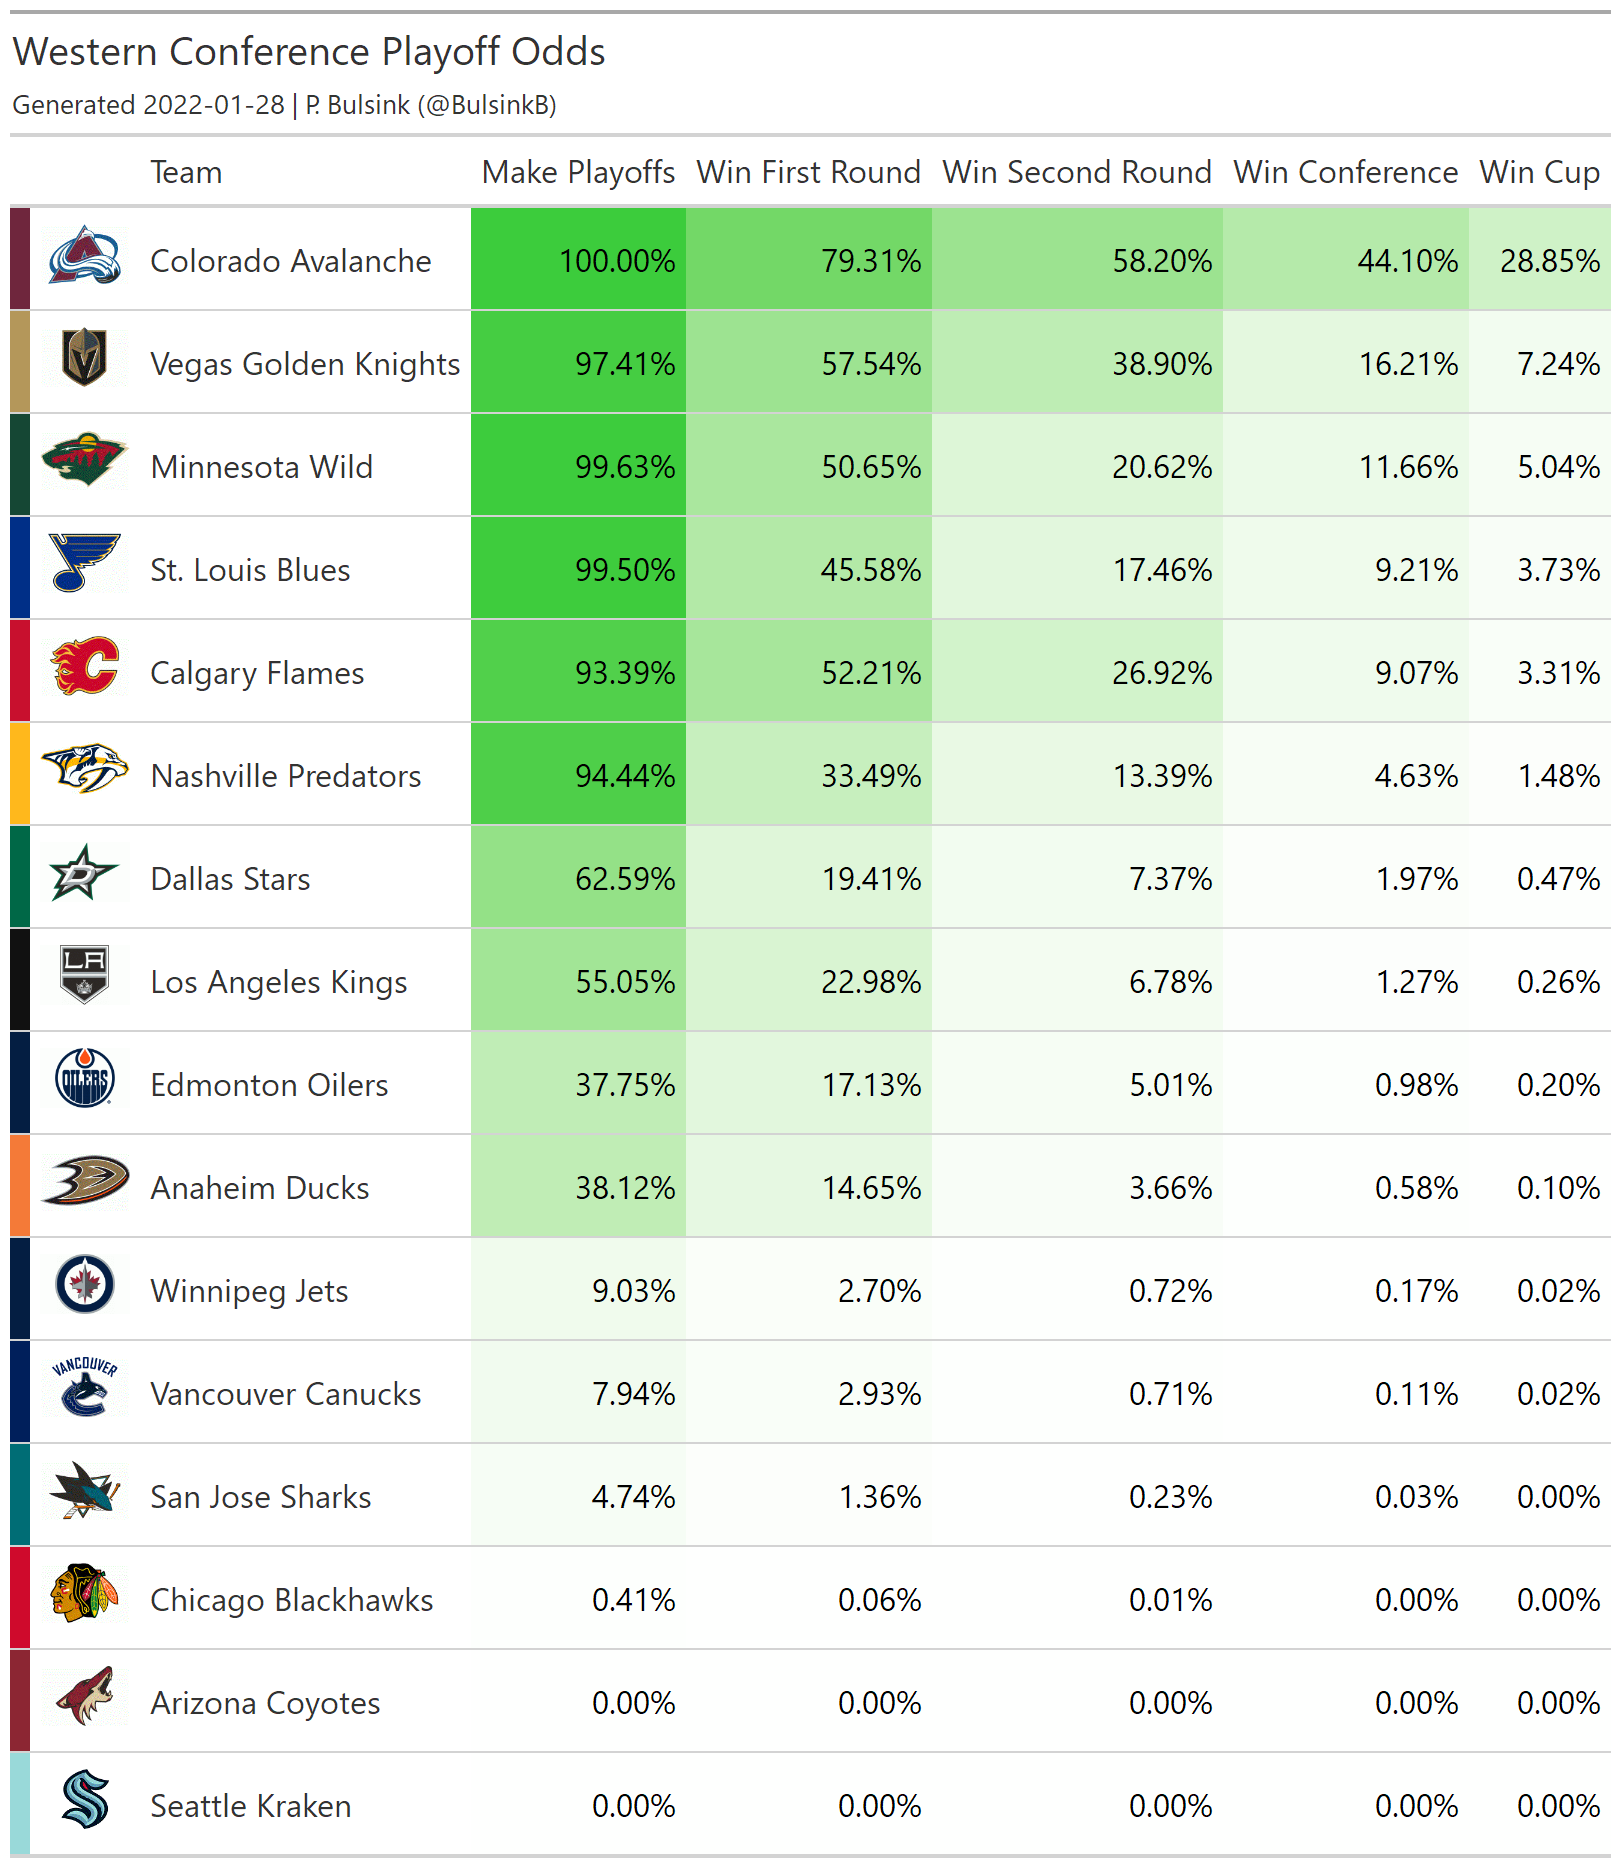 Western Conference Playoff Odds
Generated 2022-01-28 | P. Bulsink (@BulsinkB)
Team Make Playoffs Win First Round Win Second Round Win Conference Win Cup
Colorado Avalanche 100.00% 79.31% 58.20% 44.10% 28.85%
Vegas Golden Knights 97.41% 57.54% 38.90% 16.21% 7.24%
Minnesota Wild 99.63% 50.65% 20.62% 11.66% 5.04%
St. Louis Blues 99.50% 45.58% 17.46% 9.21% 3.73%
Calgary Flames 93.39% 52.21% 26.92% 9.07% 3.31%
Nashville Predators 94.44% 33.49% 13.39% 4.63% 1.48%
Dallas Stars 62.59% 19.41% 7.37% 1.97% 0.47%
LA
Los Angeles Kings 55.05% 22.98% 6.78% 1.27% 0.26%
OILERS
Edmonton Oilers 37.75% 17.13% 5.01% 0.98% 0.20%
Anaheim Ducks 38.12% 14.65% 3.66% 0.58% 0.10%
Winnipeg Jets 9.03% 2.70% 0.72% 0.17% 0.02%
VANCOUVER
Vancouver Canucks 7.94% 2.93% 0.71% 0.11% 0.02%
San Jose Sharks 4.74% 1.36% 0.23% 0.03% 0.00%
Chicago Blackhawks 0.41% 0.06% 0.01% 0.00% 0.00%
Arizona Coyotes 0.00% 0.00% 0.00% 0.00% 0.00%
Seattle Kraken 0.00% 0.00% 0.00% 0.00% 0.00%